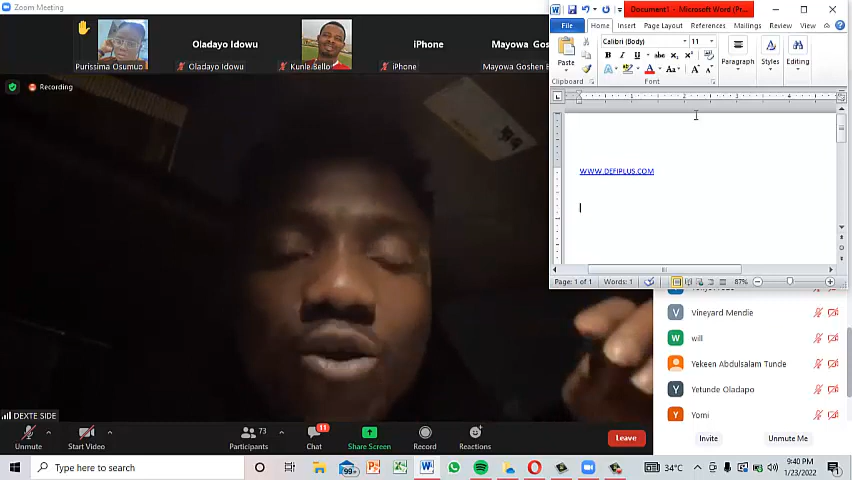 Zoom Meeting
Purissima Osumuo
Oladayo Idowu
Oladayo Idowu
Kunle Bello
iPhone
iPhone
Mayowa Goshen
Mayowa Goshen H
Recording
DEXTE SIDE
Unmute
Start Video
73
Participants
11
Chat
Share Screen
Record
Reactions
Leave
Document1 - Microsoft Word (Pr...
File
Home
Insert
Page Layout
References
Mailings
Review
View
Calibri (Body)
11
Paste
Clipboard
Font
Paragraph
Styles
Editing
WWW.DEFIPLUS.COM
Page: 1 of 1
Words: 1
87%
V
Vineyard Mendie
W
will
Yekeen Abdulsalam Tunde
Y
Yetunde Oladapo
Y
Yomi
Invite
Unmute Me
Type here to search
99+
34°C
9:40 PM
1/23/2022